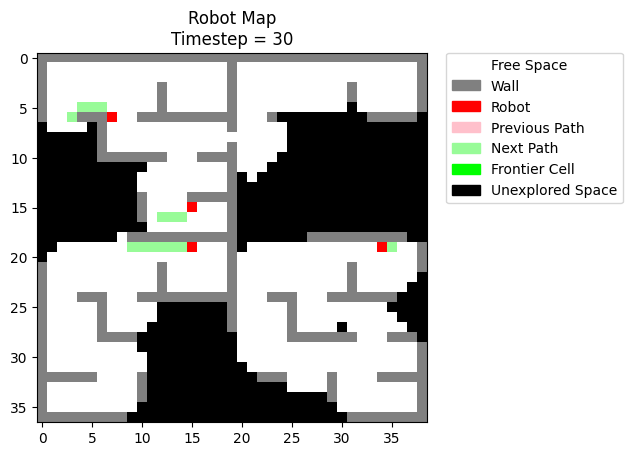 Robot Map
Timestep = 30
Free Space
Wall
Robot
Previous Path
Next Path
Frontier Cell
Unexplored Space
0
5
10
15
20
25
30
35
0
5
10
15
20
25
30
35